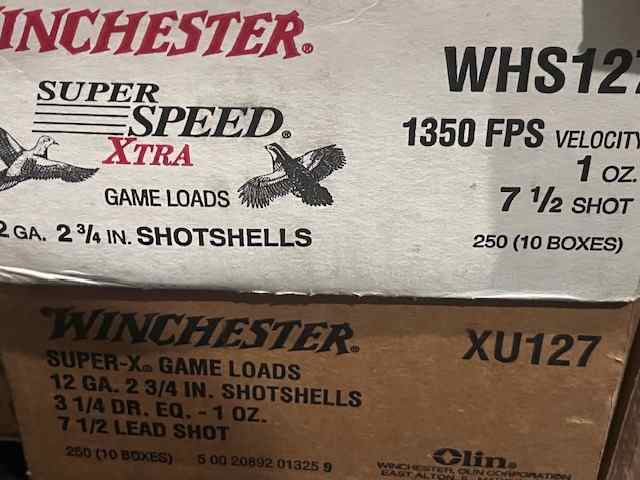 WINCHESTER®
WHS127
SUPER
SPEED®
XTRA
1350 FPS VELOCITY
1 OZ.
GAME LOADS
7 1/2 SHOT
2 GA. 2 3/4 IN. SHOTSHELLS
250 (10 BOXES)
WINCHESTER®
XU127
SUPER-X® GAME LOADS
12 GA. 2 3/4 IN. SHOTSHELLS
3 1/4 DR. EQ. - 1 OZ.
7 1/2 LEAD SHOT
250 (10 BOXES) 5 00 20892 01325 9
Olin®
WINCHESTER, OLIN CORPORATION
EAST ALTON, IL